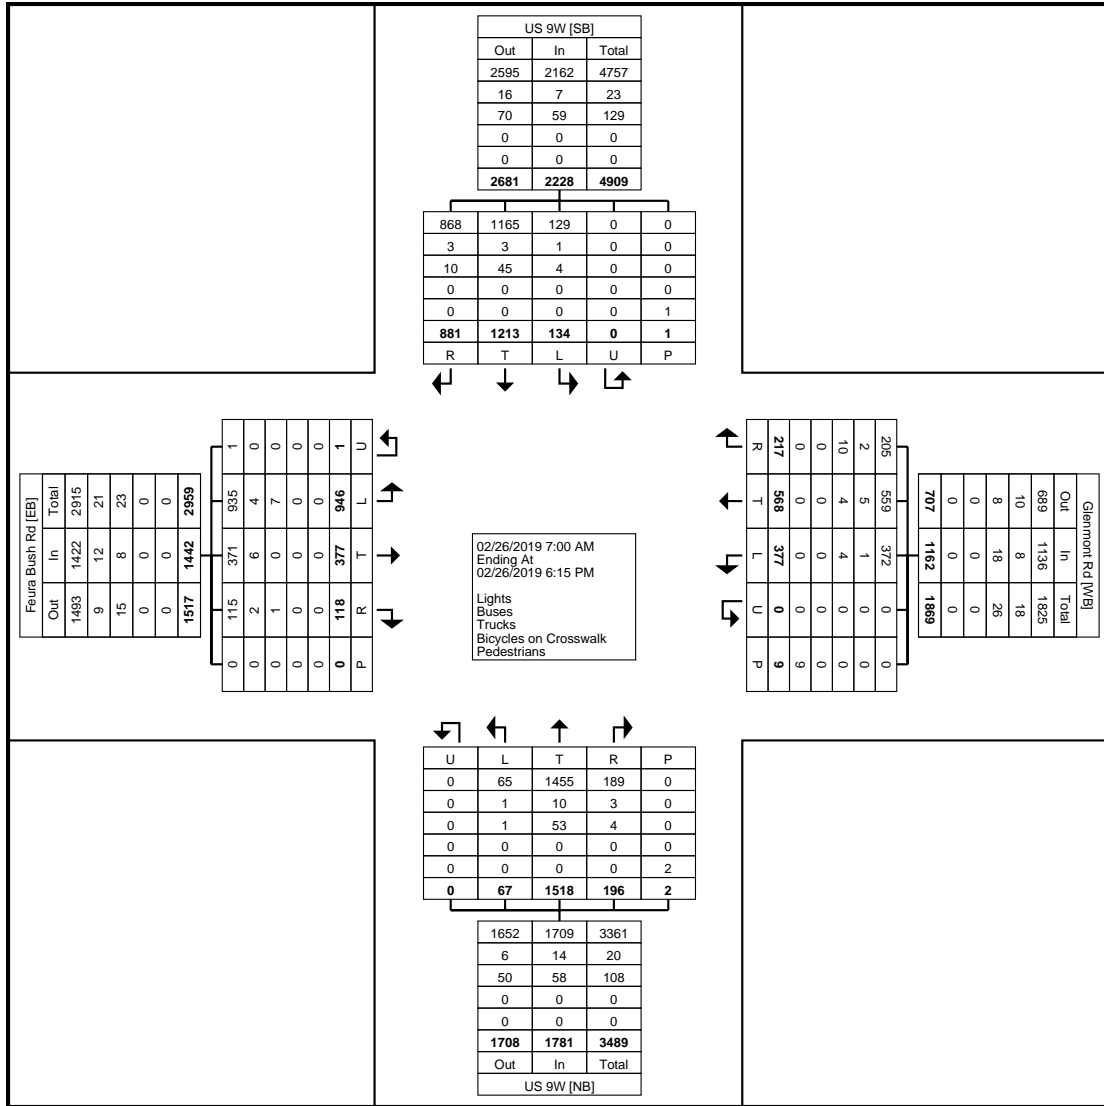 US 9W [SB]
Out In Total
2595 2162 4757
16 7 23
70 59 129
0 0 0
0 0 0
2681 2228 4909
868 1165 129 0 0
3 3 1 0 0
10 45 4 0 0
0 0 0 0 0
0 0 0 0 1
881 1213 134 0 1
R T L U P
Feura Bush Rd [EB]
Out In Total
1493 1422 2915
9 12 21
15 8 23
0 0 0
0 0 0
1517 1442 2959
1 935 371 115 0
0 4 6 2 0
0 7 0 1 0
0 0 0 0 0
0 0 0 0 0
1 946 377 118 0
U L T R P
02/26/2019 7:00 AM
Ending At
02/26/2019 6:15 PM
Lights
Buses
Trucks
Bicycles on Crosswalk
Pedestrians
Glenmont Rd [WB]
Out In Total
689 1136 1825
10 8 18
8 18 26
0 0 0
0 0 0
707 1162 1869
205 559 372 0 0
2 5 1 0 0
10 4 4 0 0
0 0 0 0 0
0 0 0 0 9
217 568 377 0 9
R T L U P
U L T R P
0 65 1455 189 0
0 1 10 3 0
0 1 53 4 0
0 0 0 0 0
0 0 0 0 2
0 67 1518 196 2
1652 1709 3361
6 14 20
50 58 108
0 0 0
0 0 0
1708 1781 3489
Out In Total
US 9W [NB]